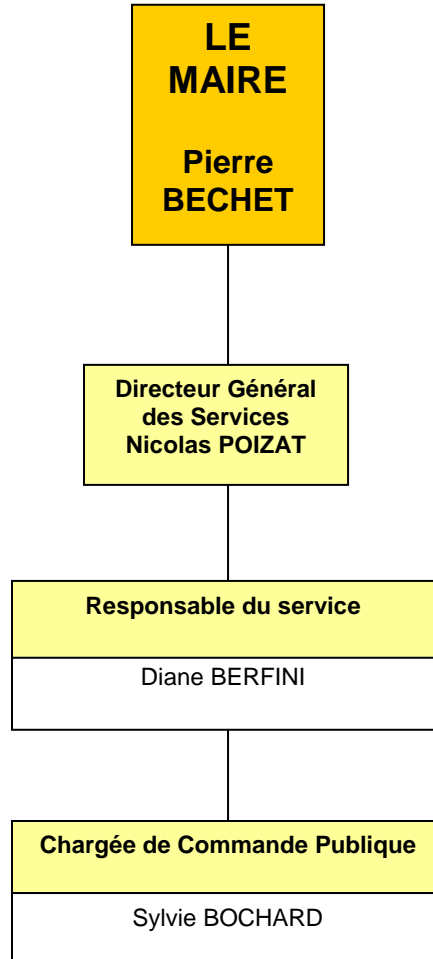 LE
MAIRE
Pierre
BECHET
Directeur Général
des Services
Nicolas POIZAT
Responsable du service
Diane BERFINI
Chargée de Commande Publique
Sylvie BOCHARD